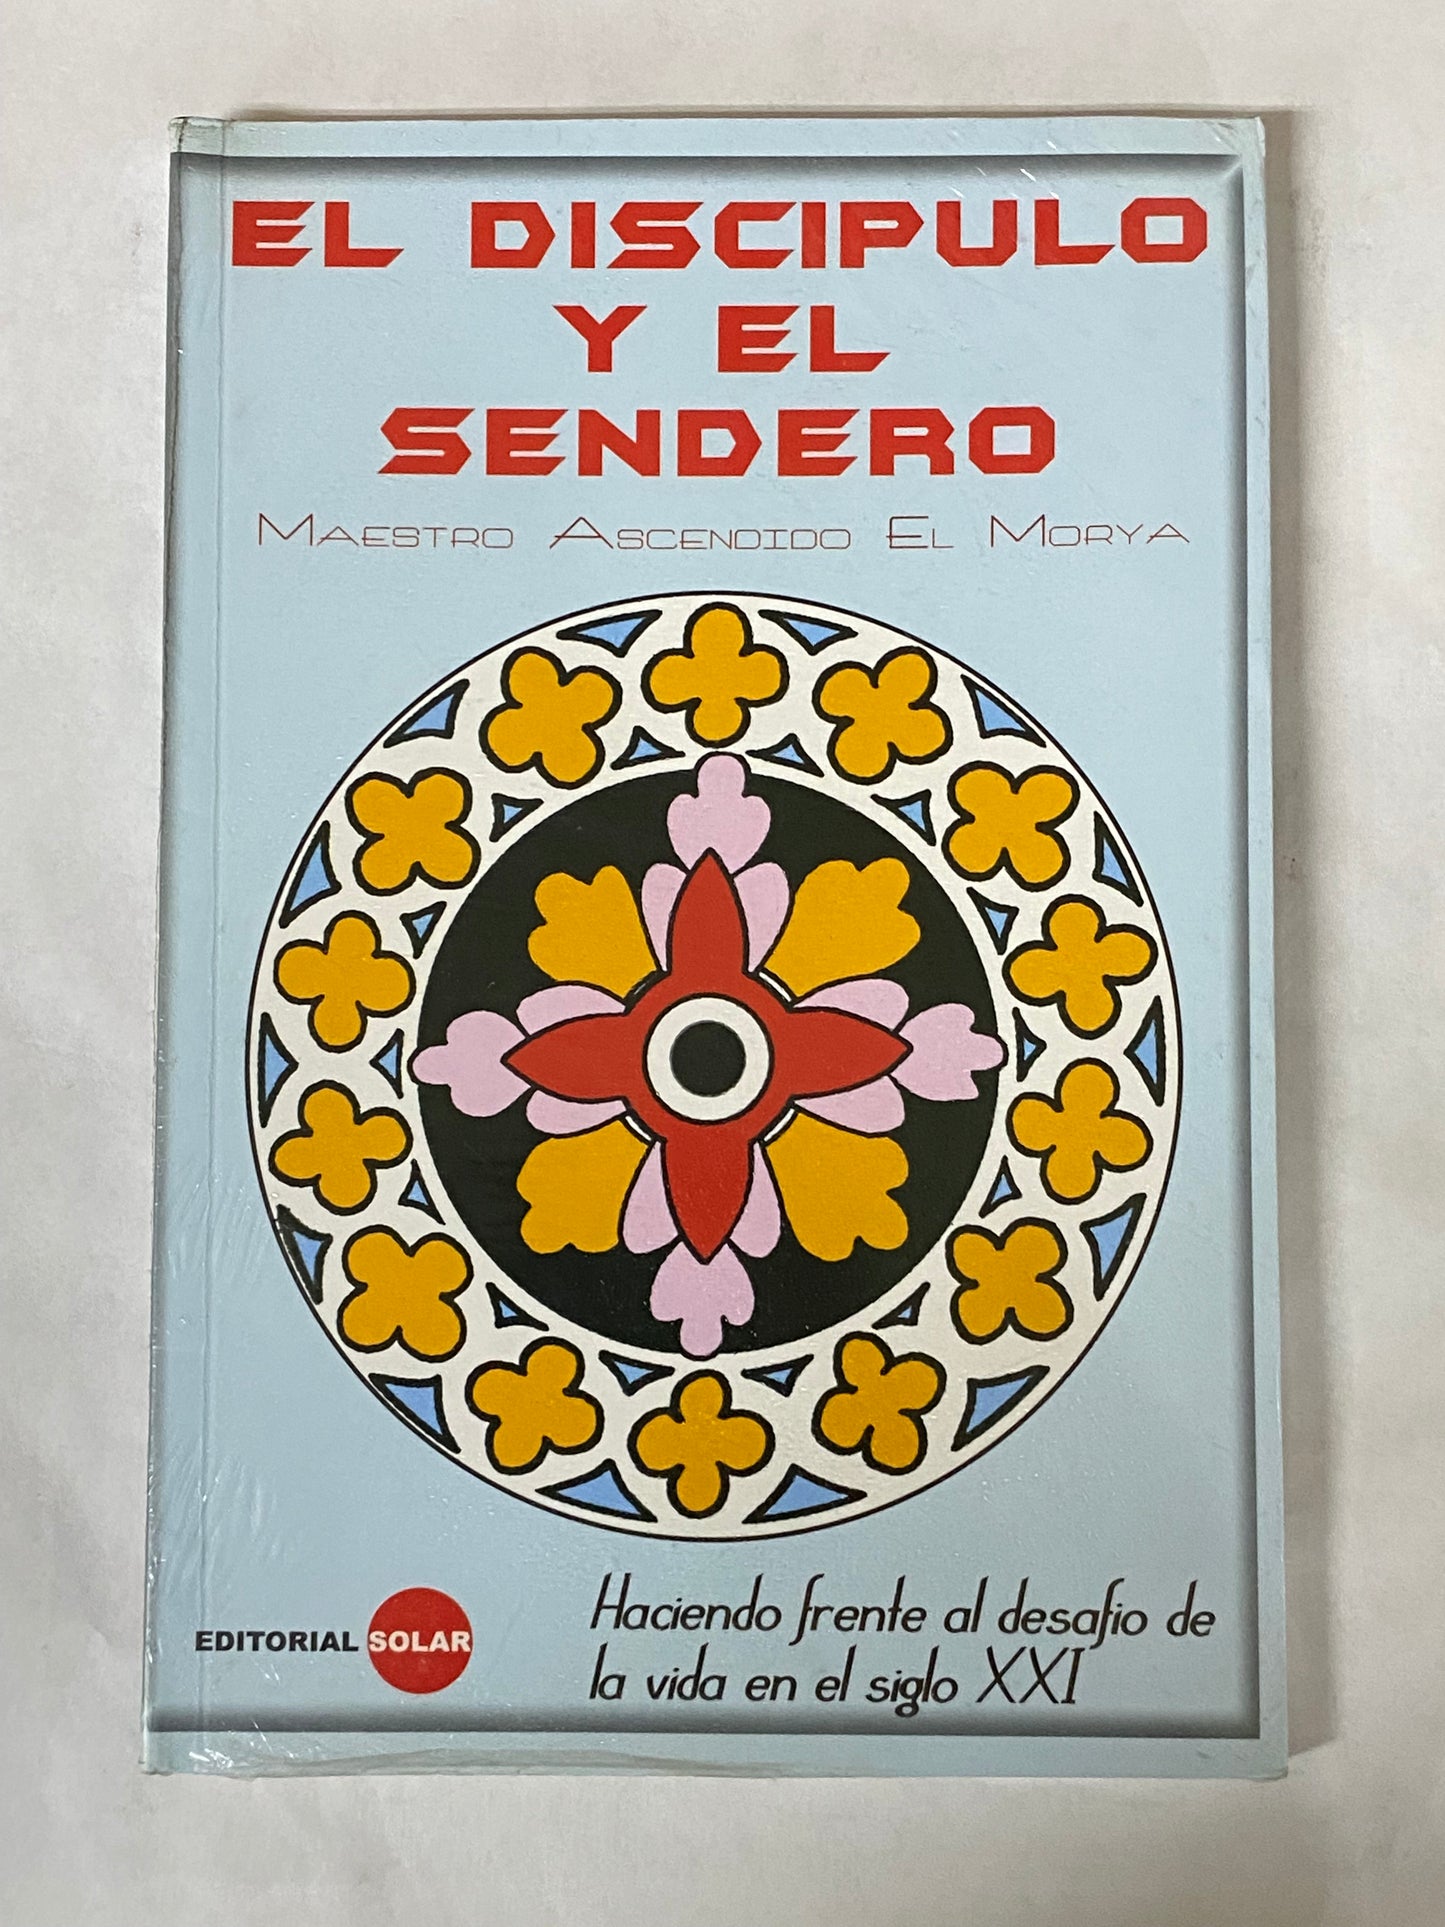 EL DISCIPULO
Y EL
SENDERO
MAESTRO ASCENDIDO EL MORYA
EDITORIAL SOLAR
Haciendo frente al desafio de
la vida en el siglo XXI